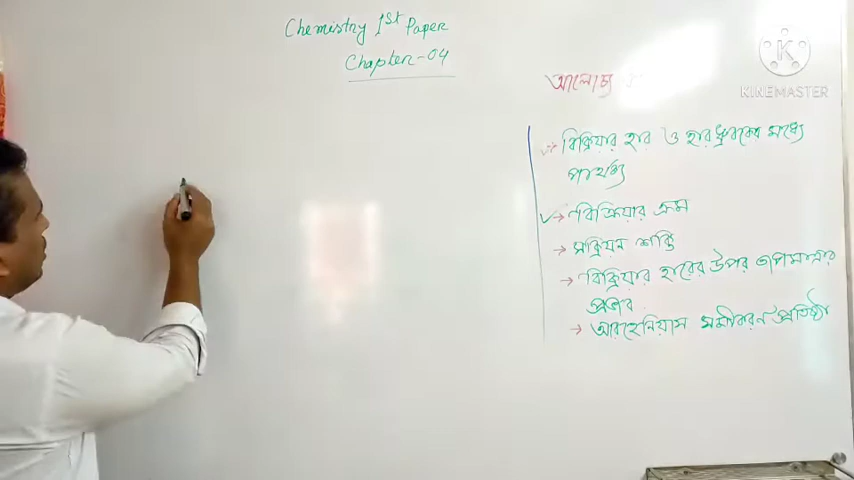 Chemistry 1st Paper
Chapter-04
আলোচ্য
K
KINEMASTER
→ বিক্রিয়ার হার ও হার ধ্রুবকের মধ্যে
পার্থক্য
→ বিক্রিয়ার ক্রম
→ সক্রিয়ন শক্তি
→ বিক্রিয়ার হারের উপর তাপমাত্রার
প্রভাব
→ আরহেনিয়াস সমীকরণ প্রতিষ্ঠা